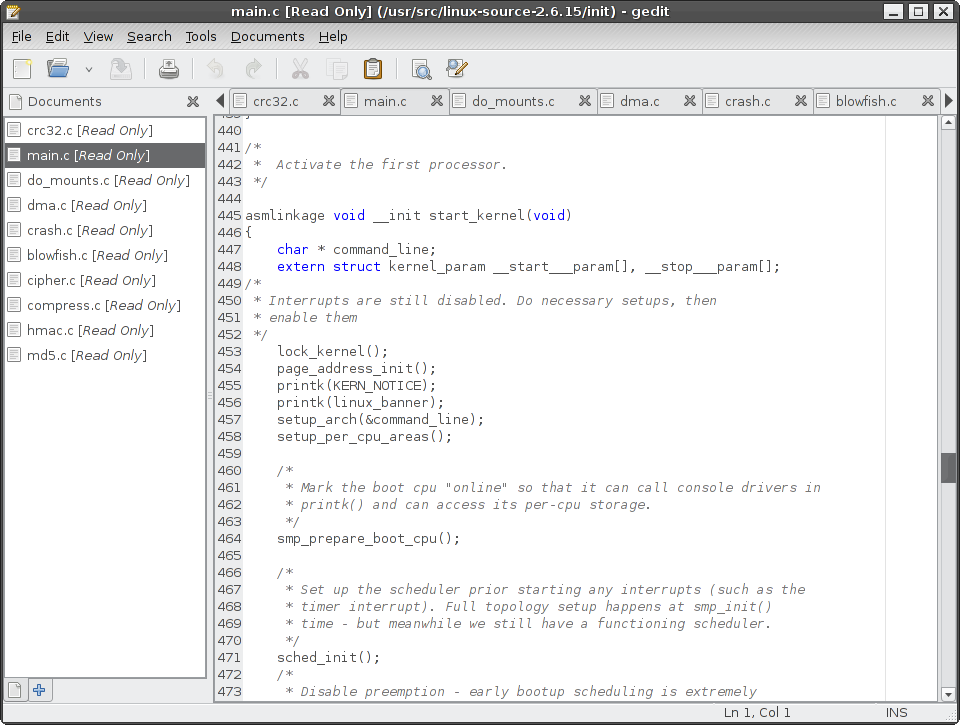 main.c [Read Only] (/usr/src/linux-source-2.6.15/init) - gedit
File Edit View Search Tools Documents Help
Documents
crc32.c main.c do_mounts.c dma.c crash.c blowfish.c
crc32.c [Read Only]
main.c [Read Only]
do_mounts.c [Read Only]
dma.c [Read Only]
crash.c [Read Only]
blowfish.c [Read Only]
cipher.c [Read Only]
compress.c [Read Only]
hmac.c [Read Only]
md5.c [Read Only]
439 }
440
441 /*
442  *  Activate the first processor.
443  */
444
445 asmlinkage void __init start_kernel(void)
446 {
447     char * command_line;
448     extern struct kernel_param __start___param[], __stop___param[];
449 /*
450  * Interrupts are still disabled. Do necessary setups, then
451  * enable them
452  */
453     lock_kernel();
454     page_address_init();
455     printk(KERN_NOTICE);
456     printk(linux_banner);
457     setup_arch(&command_line);
458     setup_per_cpu_areas();
459
460     /*
461      * Mark the boot cpu "online" so that it can call console drivers in
462      * printk() and can access its per-cpu storage.
463      */
464     smp_prepare_boot_cpu();
465
466     /*
467      * Set up the scheduler prior starting any interrupts (such as the
468      * timer interrupt). Full topology setup happens at smp_init()
469      * time - but meanwhile we still have a functioning scheduler.
470      */
471     sched_init();
472     /*
473      * Disable preemption - early bootup scheduling is extremely
Ln 1, Col 1 INS